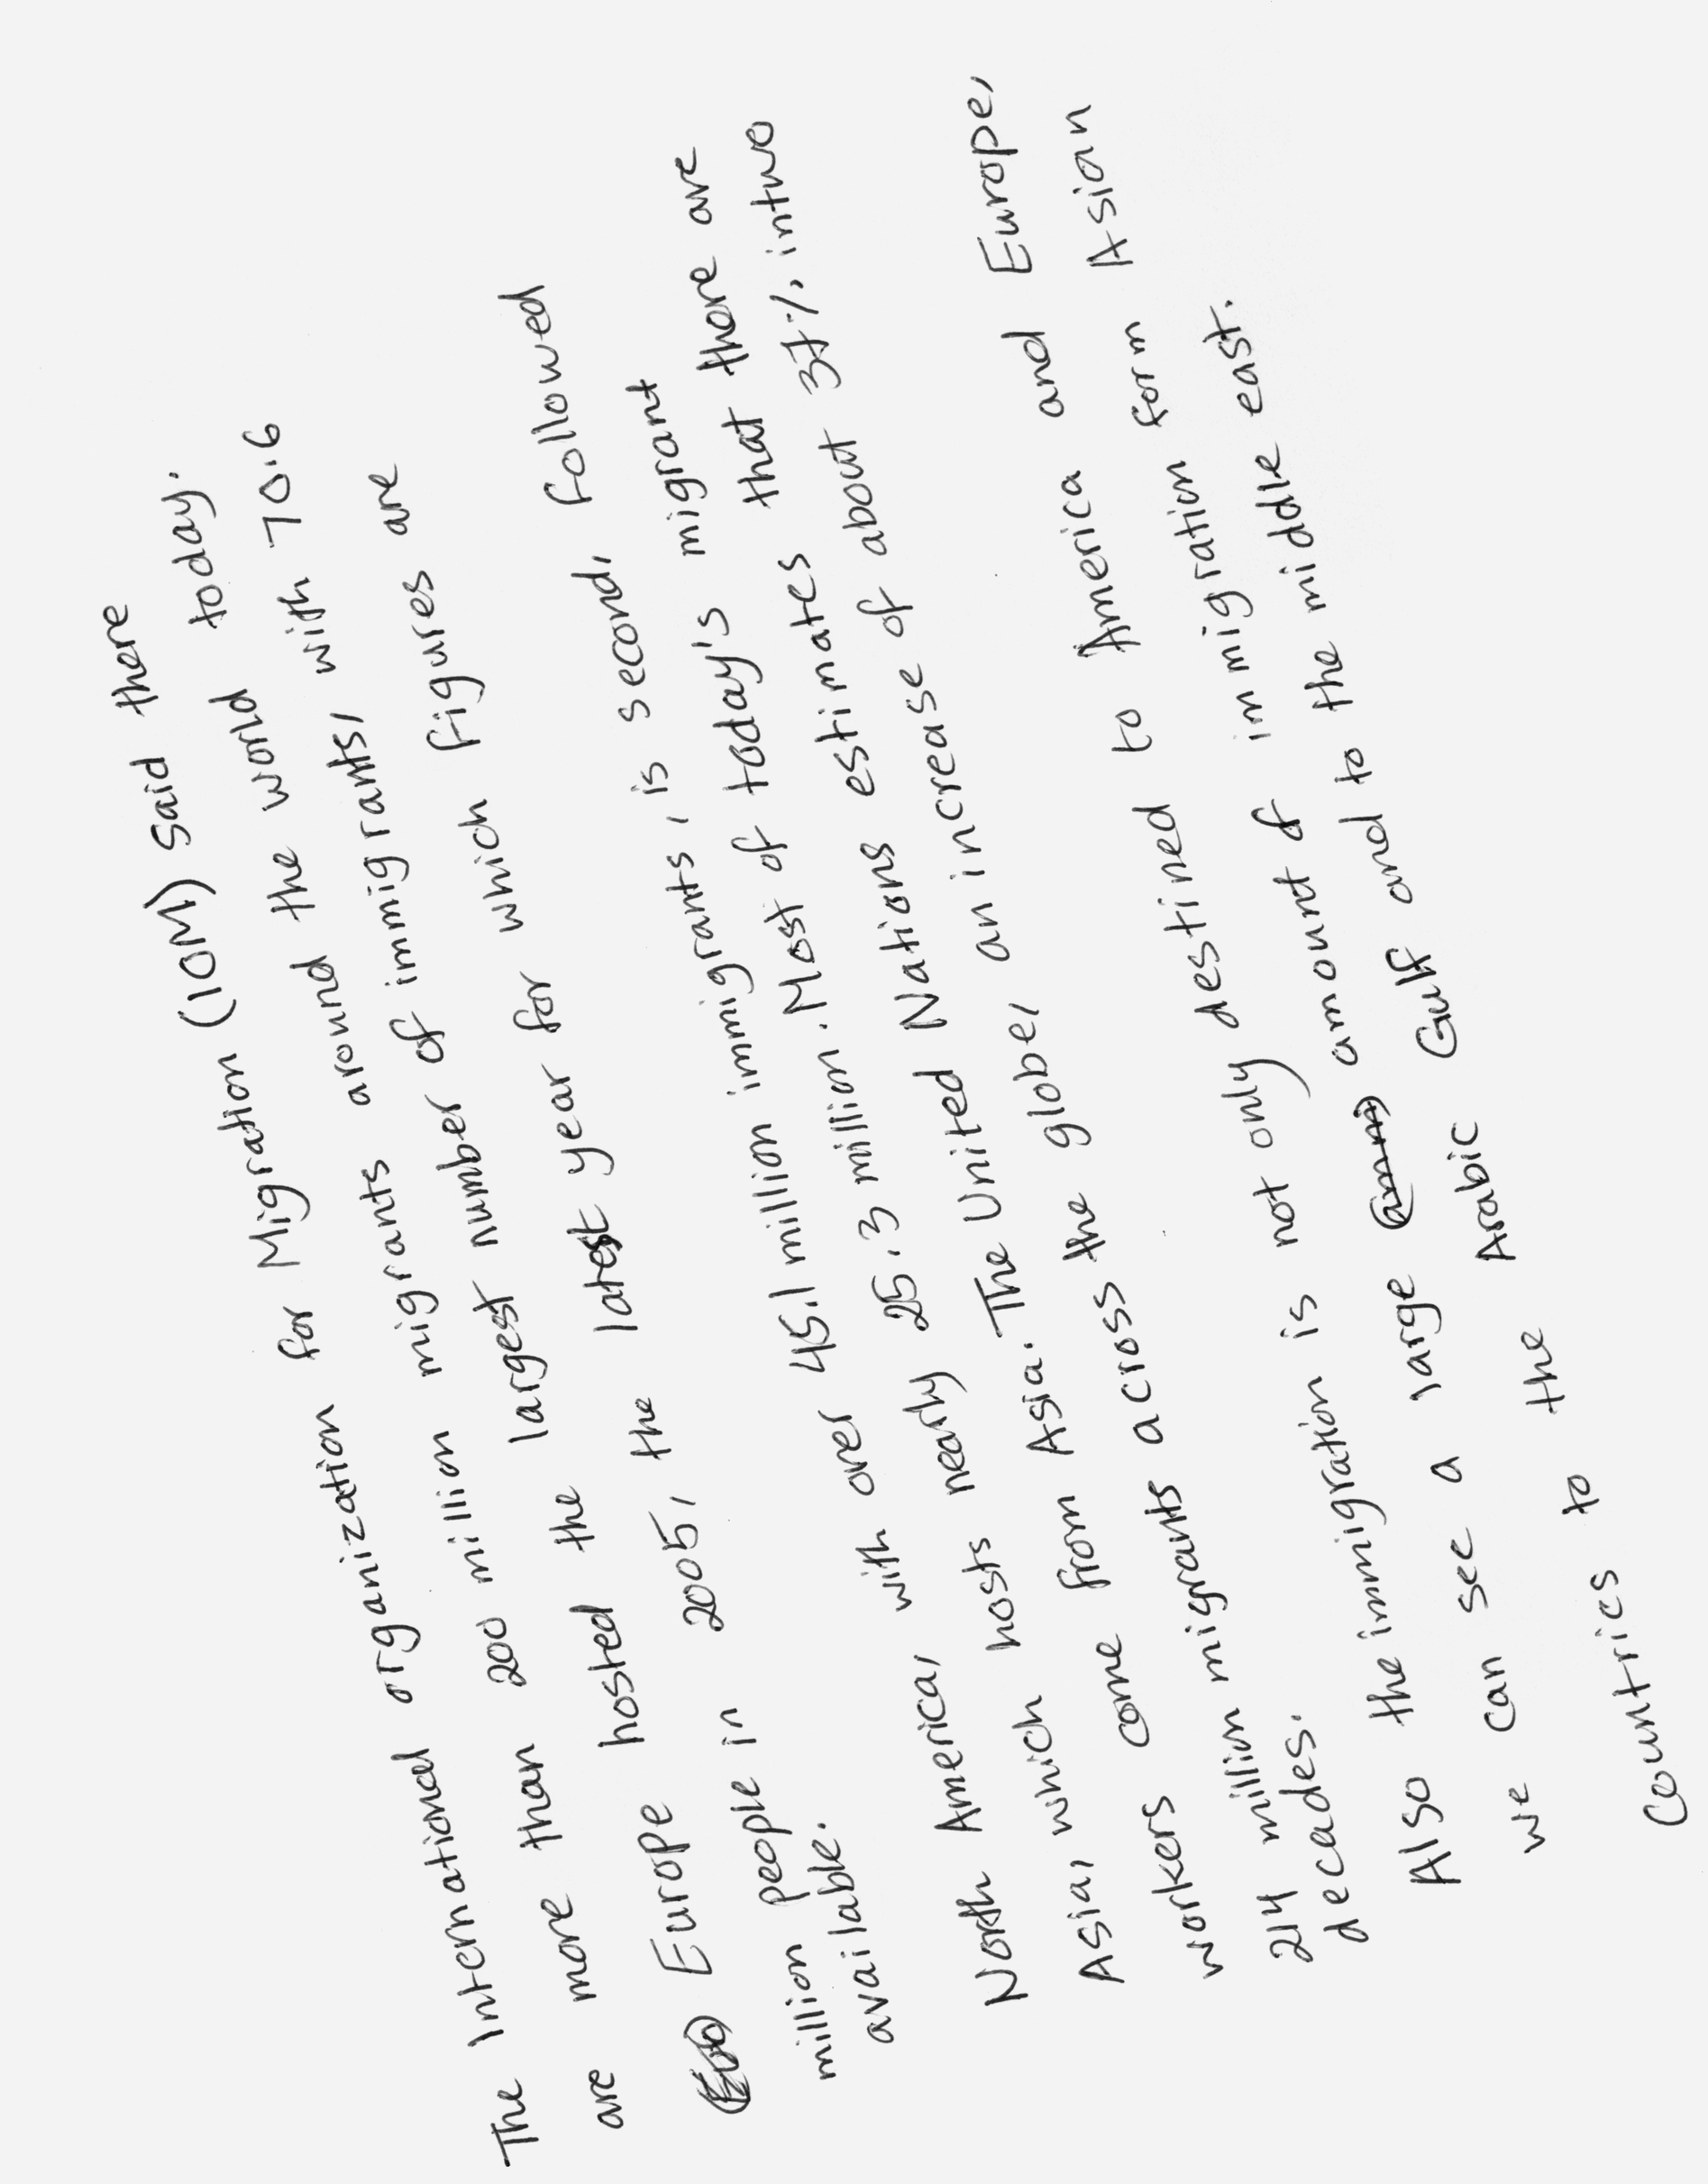 The International organization for Migration (IOM) said there
are more than 200 million migrants around the world today.
Europe hosted the largest number of immigrants, with 70.6
million people in 2005, the latest year for which figures are
available.
North America, with over 45.1 million immigrants, is second, followed
Asia, which hosts nearly 25.3 million. Most of today's migrant
workers come from Asia. The United Nations estimates that there are
214 million migrants across the globe, an increase of about 37% in two
decades.
Also the immigration is not only destined to America and Europe,
we can see a large amount of immigration form Asian
Countries to the Arabic Gulf and to the middle east.